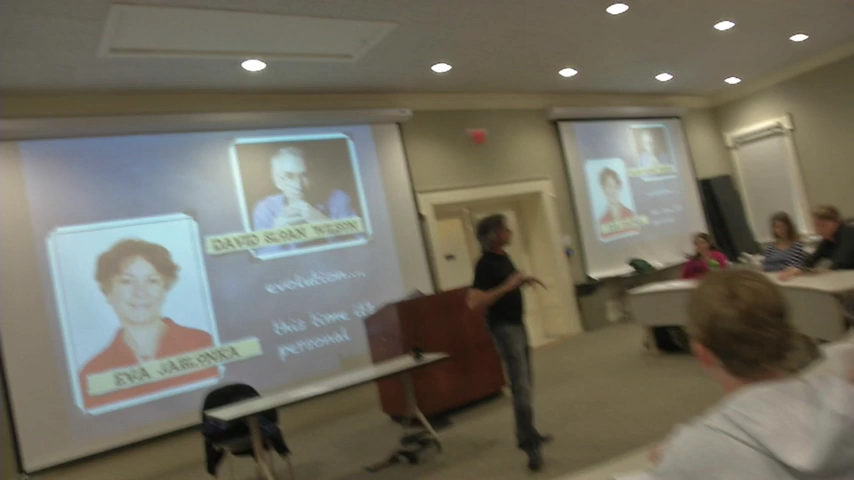 DAVID SLOAN WILSON
evolution...
this time it's
personal
EVA JABLONKA